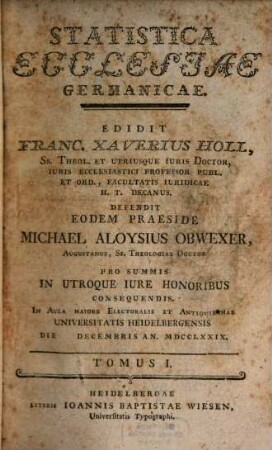 STATISTICA
ECCLESIAE
GERMANICAE.
EDIDIT
FRANC. XAVERIUS HOLL,
SS. THEOL. ET UTRIUSQUE IURIS DOCTOR,
IURIS ECCLESIASTICI PROFESSOR PUBL.
ET ORD., FACULTATIS IURIDICAE
H. T. DECANUS.
DEFENDIT
EODEM PRAESIDE
MICHAEL ALOYSIUS OBWEXER,
AUGUSTANUS, SS. THEOLOGIAE DOCTOR
PRO SUMMIS
IN UTROQUE IURE HONORIBUS
CONSEQUENDIS.
IN AULA MAIORE ELECTORALIS ET ANTIQUISSIMAE
UNIVERSITATIS HEIDELBERGENSIS
DIE DECEMBRIS AN. MDCCLXXIX.
TOMUS I.
HEIDELBERGAE
LITERIS IOANNIS BAPTISTAE WIESEN,
Universitatis Typographi.